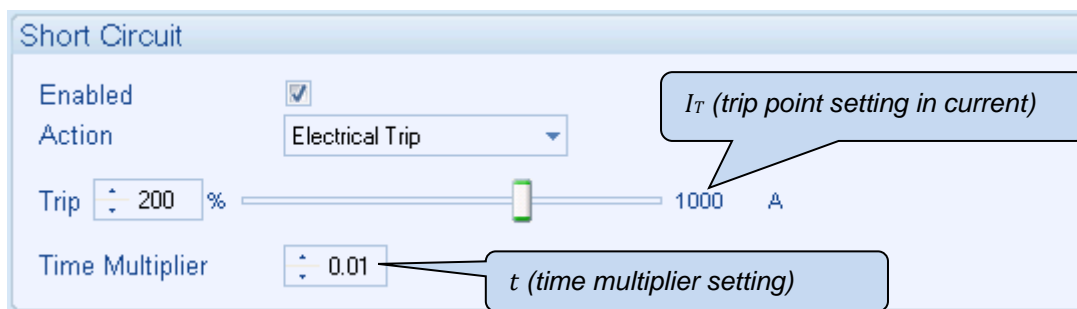 Short Circuit
Enabled
I_T (trip point setting in current)
Action Electrical Trip
Trip 200 % 1000 A
Time Multiplier 0.01
t (time multiplier setting)